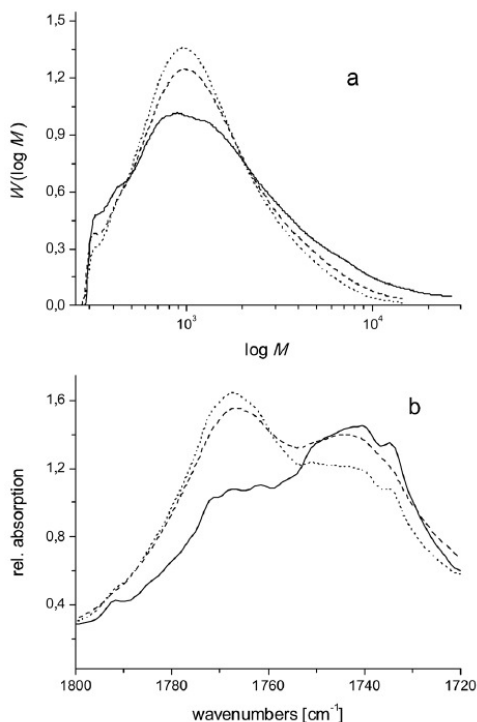 1,5
a
1,2
0,9
0,6
0,3
0,0
W(log M)
10³ 10⁴
log M
1,6
b
1,2
0,8
0,4
rel. absorption
1800 1780 1760 1740 1720
wavenumbers [cm⁻¹]